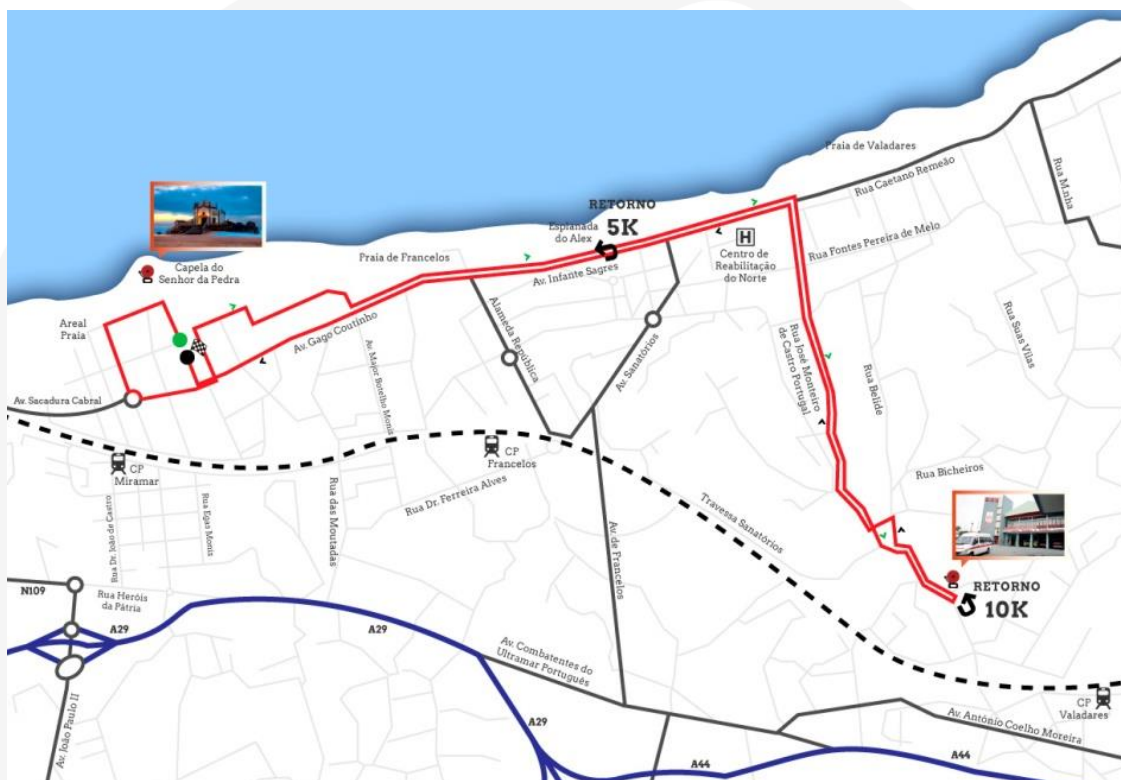 Praia de Valadares
Rua Caetano Remeão
Rua M.nha
RETORNO
5K
Esplanada
do Alex
H
Centro de
Reabilitação
do Norte
Rua Fontes Pereira de Melo
Praia de Francelos
Av. Infante Sagres
Capela do
Senhor da Pedra
Areal
Praia
Av. Gago Coutinho
Alameda República
Av. Sanatórios
Rua José Monteiro
de Castro Portugal
Rua Belide
Rua Suas Vilas
Av. Major Botelho Moniz
Av. Sacadura Cabral
CP
Miramar
CP
Francelos
Rua Dr. Ferreira Alves
Rua Bicheiros
Rua Dr. João de Castro
Rua Egas Moniz
Rua das Moutadas
Travessa Sanatórios
Av. de Francelos
RETORNO
10K
N109
Rua Heróis
da Pátria
A29
A29
Av. Combatentes do
Ultramar Português
Av. João Paulo II
A29
CP
Valadares
Av. António Coelho Moreira
A44
A44